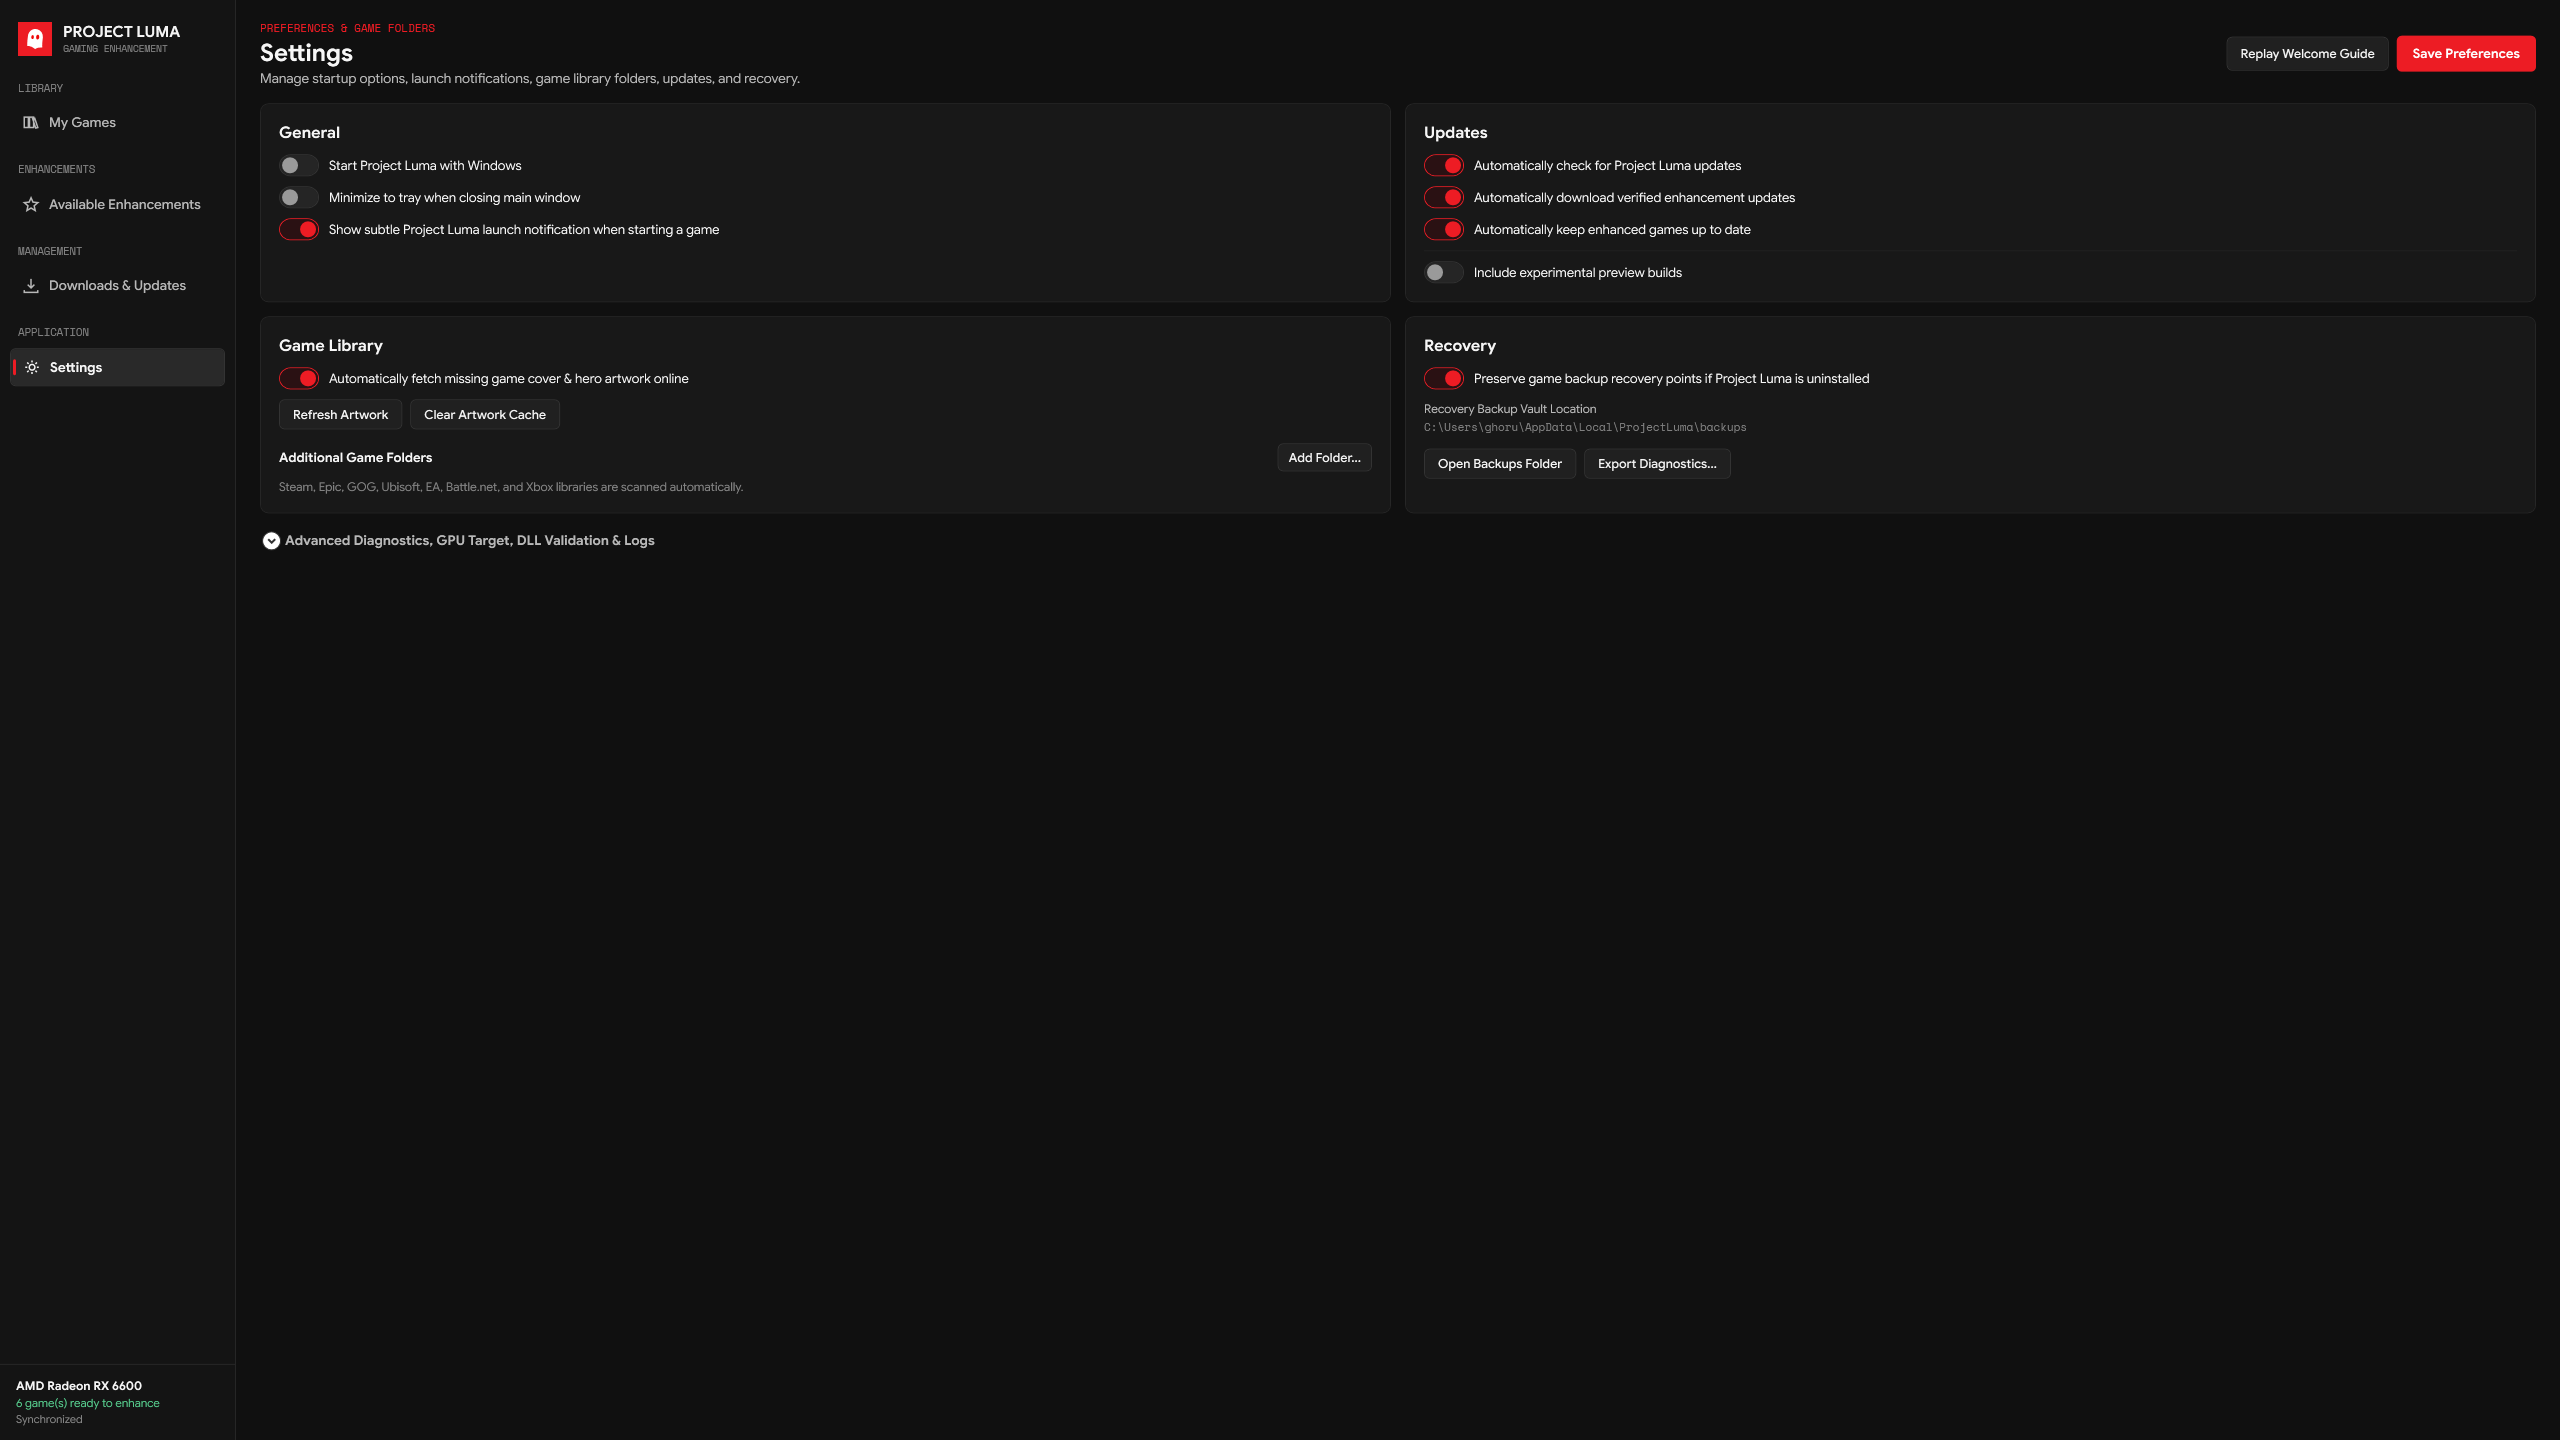 PROJECT LUMA
GAMING ENHANCEMENT
LIBRARY
My Games
ENHANCEMENTS
Available Enhancements
MANAGEMENT
Downloads & Updates
APPLICATION
Settings
AMD Radeon RX 6600
6 game(s) ready to enhance
Synchronized
PREFERENCES & GAME FOLDERS
Settings
Manage startup options, launch notifications, game library folders, updates, and recovery.
Replay Welcome Guide
Save Preferences
General
Start Project Luma with Windows
Minimize to tray when closing main window
Show subtle Project Luma launch notification when starting a game
Updates
Automatically check for Project Luma updates
Automatically download verified enhancement updates
Automatically keep enhanced games up to date
Include experimental preview builds
Game Library
Automatically fetch missing game cover & hero artwork online
Refresh Artwork
Clear Artwork Cache
Additional Game Folders
Add Folder...
Steam, Epic, GOG, Ubisoft, EA, Battle.net, and Xbox libraries are scanned automatically.
Recovery
Preserve game backup recovery points if Project Luma is uninstalled
Recovery Backup Vault Location
C:\Users\ghoru\AppData\Local\ProjectLuma\backups
Open Backups Folder
Export Diagnostics...
Advanced Diagnostics, GPU Target, DLL Validation & Logs